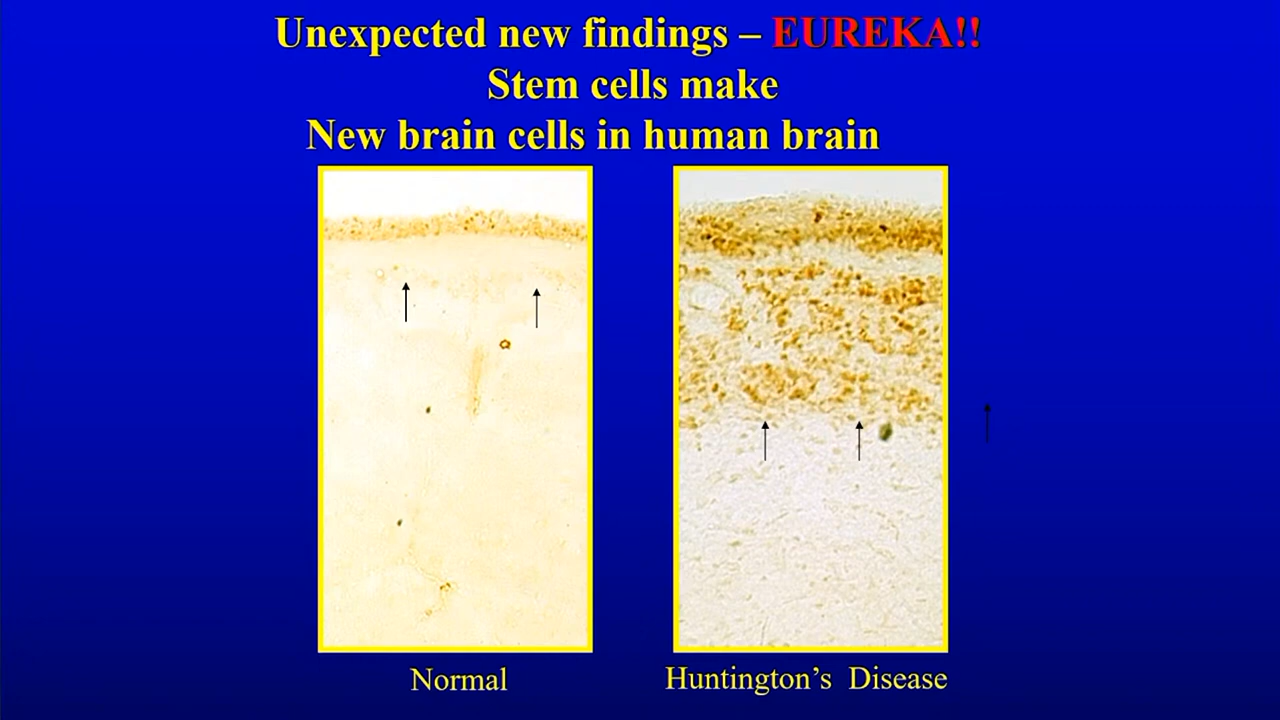 Unexpected new findings – EUREKA!!
Stem cells make
New brain cells in human brain
Normal
Huntington’s Disease